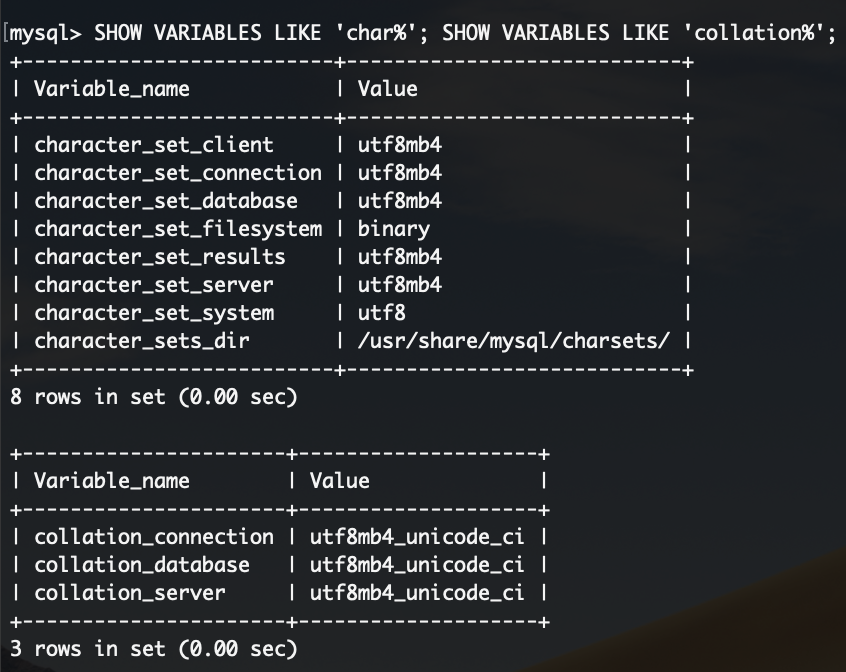 [mysql> SHOW VARIABLES LIKE 'char%'; SHOW VARIABLES LIKE 'collation%';
+--------------------------+----------------------------+
| Variable_name            | Value                      |
+--------------------------+----------------------------+
| character_set_client     | utf8mb4                    |
| character_set_connection | utf8mb4                    |
| character_set_database   | utf8mb4                    |
| character_set_filesystem | binary                     |
| character_set_results    | utf8mb4                    |
| character_set_server     | utf8mb4                    |
| character_set_system     | utf8                       |
| character_sets_dir       | /usr/share/mysql/charsets/ |
+--------------------------+----------------------------+
8 rows in set (0.00 sec)

+----------------------+--------------------+
| Variable_name        | Value              |
+----------------------+--------------------+
| collation_connection | utf8mb4_unicode_ci |
| collation_database   | utf8mb4_unicode_ci |
| collation_server     | utf8mb4_unicode_ci |
+----------------------+--------------------+
3 rows in set (0.00 sec)